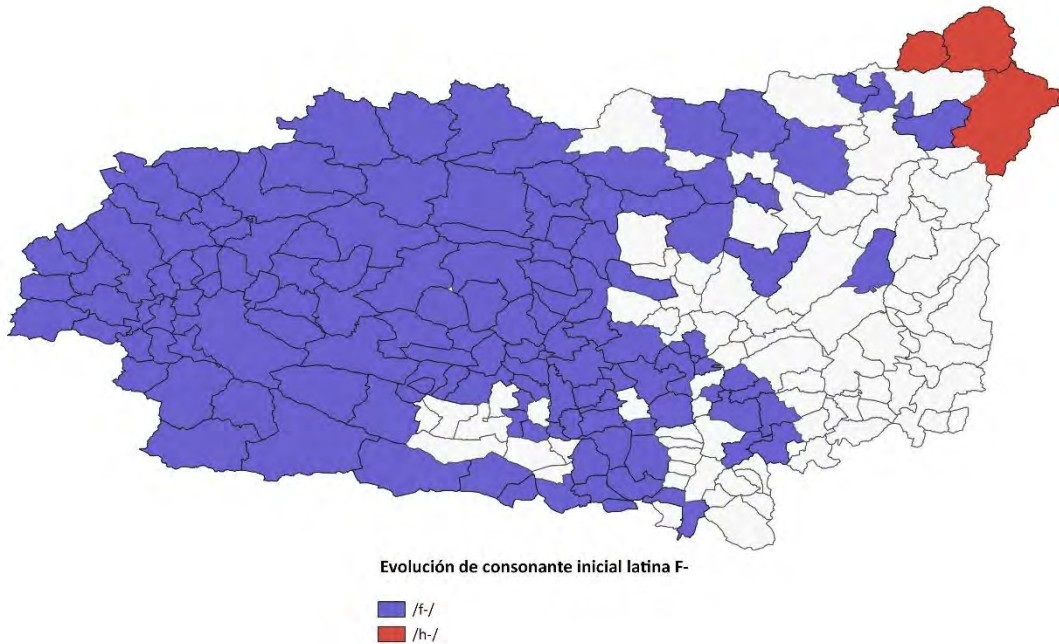 Evolución de consonante inicial latina F-
/f-/
/h-/